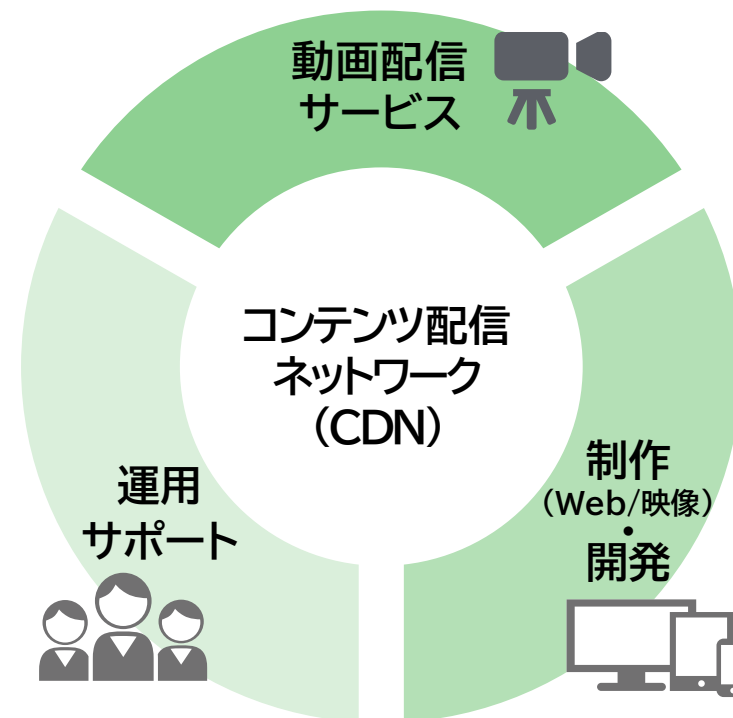 動画配信
サービス
コンテンツ配信
ネットワーク
（CDN）
運用
サポート
制作
（Web/映像）
・
開発